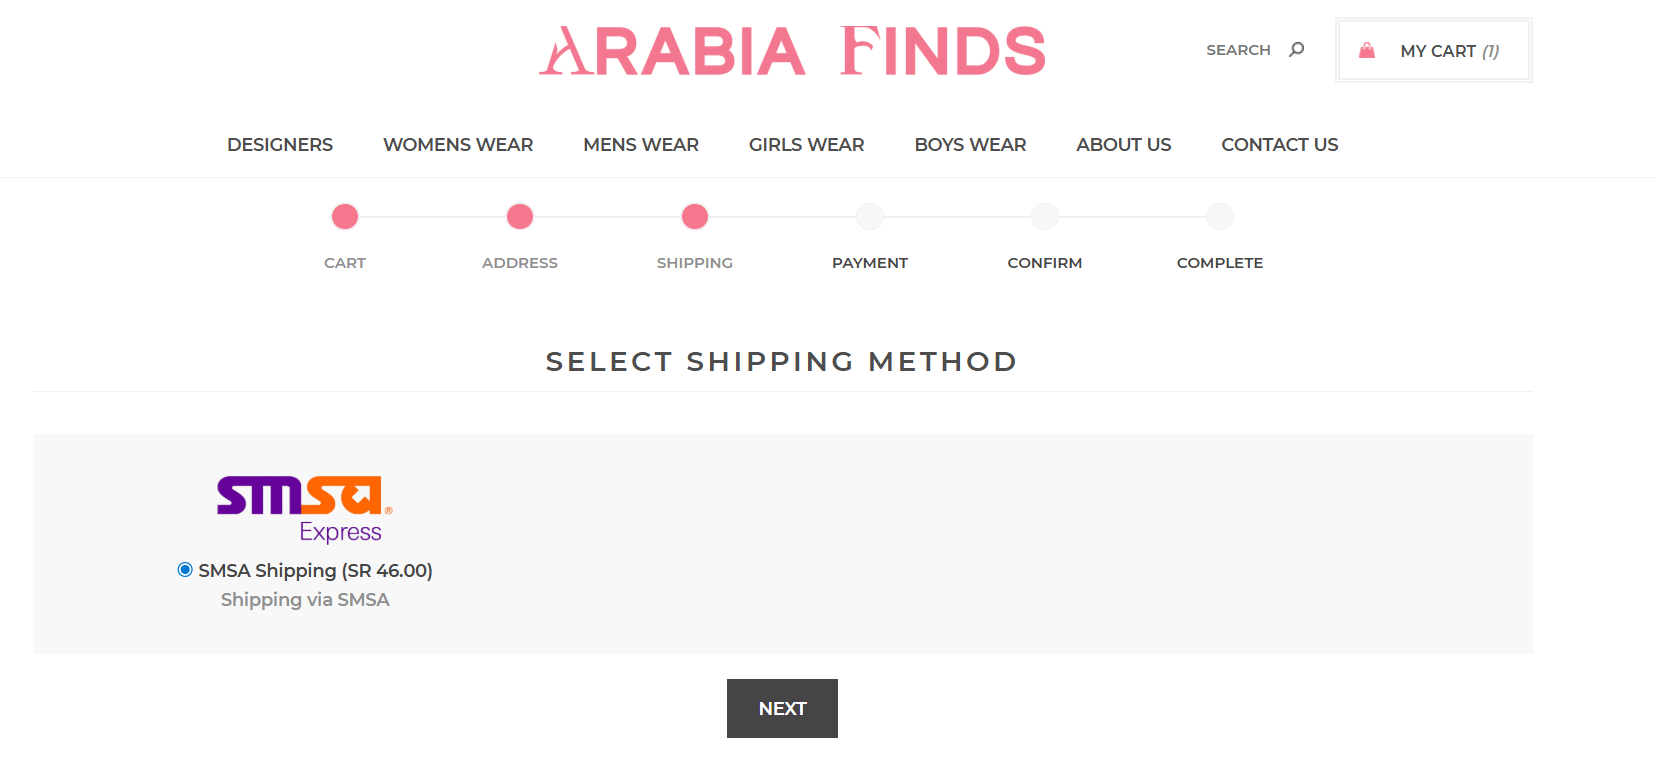 ARABIA FINDS
SEARCH
MY CART (1)
DESIGNERS WOMENS WEAR MENS WEAR GIRLS WEAR BOYS WEAR ABOUT US CONTACT US
CART ADDRESS SHIPPING PAYMENT CONFIRM COMPLETE
SELECT SHIPPING METHOD
smsa®
Express
SMSA Shipping (SR 46.00)
Shipping via SMSA
NEXT